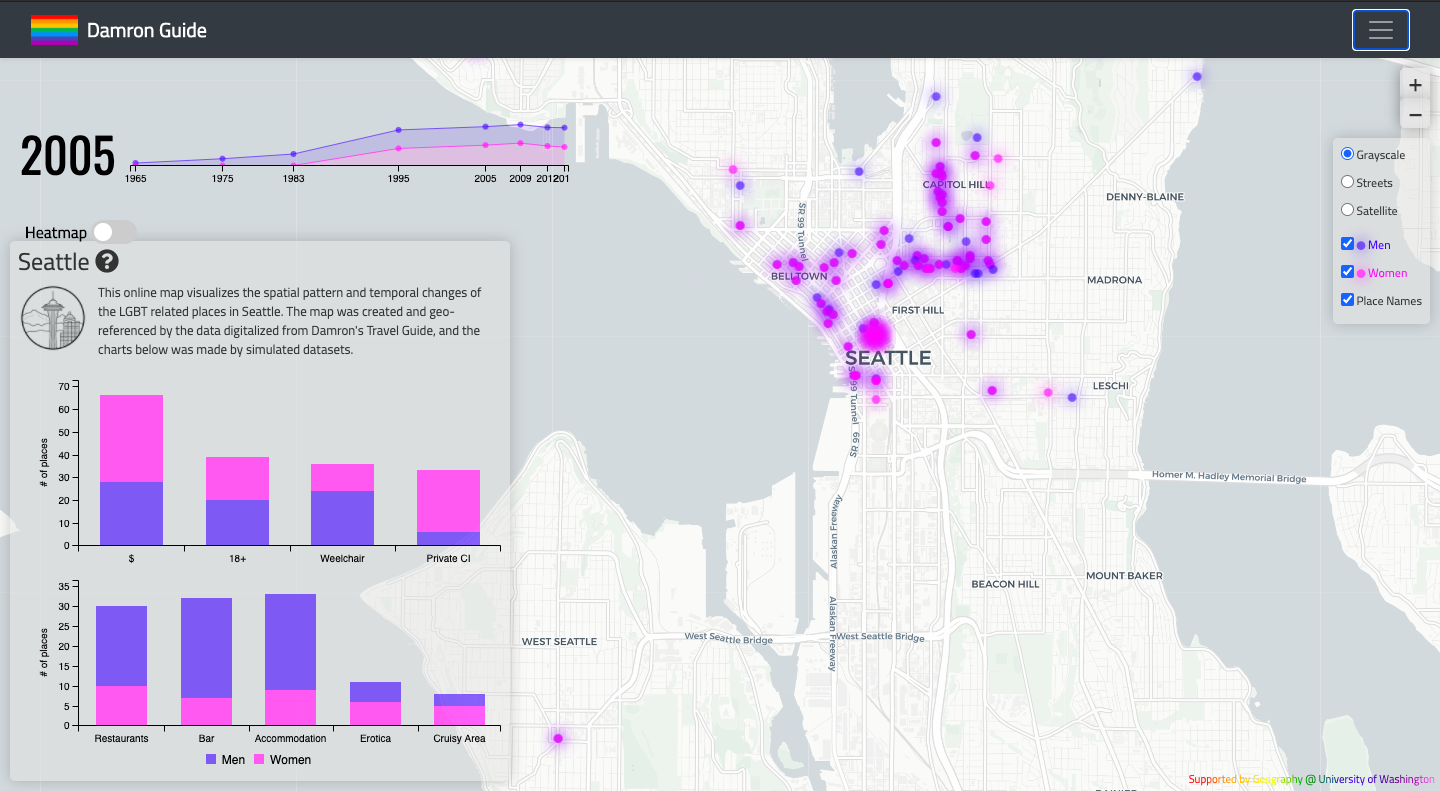 Damron Guide
2005
1965 1975 1983 1995 2005 2009 2012 201
Heatmap
Seattle ?
This online map visualizes the spatial pattern and temporal changes of
the LGBT related places in Seattle. The map was created and geo-
referenced by the data digitalized from Damron's Travel Guide, and the
charts below was made by simulated datasets.
# of places
70
60
50
40
30
20
10
0
$ 18+ Weelchair Private Cl
# of places
35
30
25
20
15
10
5
0
Restaurants Bar Accommodation Erotica Cruisy Area
Men Women
+
−
Grayscale
Streets
Satellite
Men
Women
Place Names
CAPITOL HILL
DENNY-BLAINE
SR 99 Tunnel
BELLTOWN
MADRONA
FIRST HILL
SEATTLE
LESCHI
SR 99 Tunnel
SR 99
Homer M. Hadley Memorial Bridge
Alaskan Freeway
MOUNT BAKER
BEACON HILL
WEST SEATTLE
West Seattle Bridge
West Seattle Bridge
Alaskan Freeway
Supported by Geography @ University of Washington